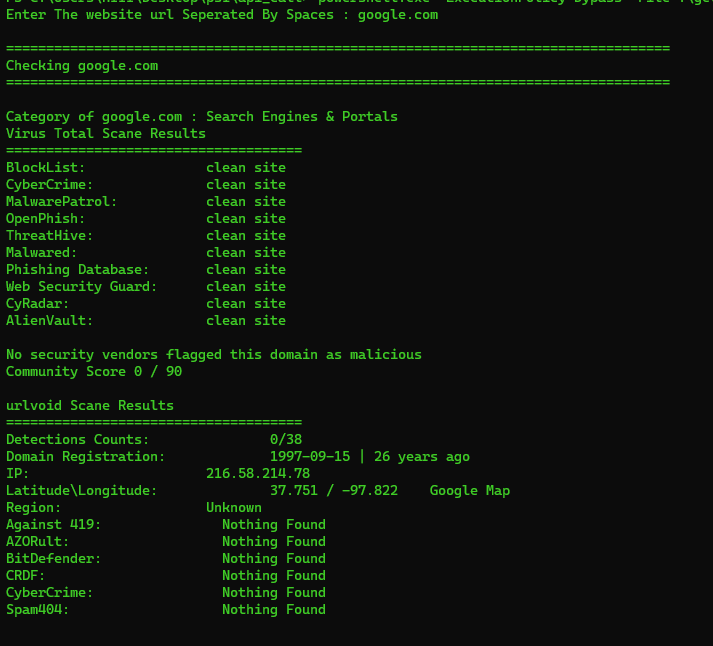 Enter The website url Seperated By Spaces : google.com
===================================================================================
Checking google.com
===================================================================================
Category of google.com : Search Engines & Portals
Virus Total Scane Results
=====================================
BlockList: clean site
CyberCrime: clean site
MalwarePatrol: clean site
OpenPhish: clean site
ThreatHive: clean site
Malwared: clean site
Phishing Database: clean site
Web Security Guard: clean site
CyRadar: clean site
AlienVault: clean site
No security vendors flagged this domain as malicious
Community Score 0 / 90
urlvoid Scane Results
=====================================
Detections Counts: 0/38
Domain Registration: 1997-09-15 | 26 years ago
IP: 216.58.214.78
Latitude\Longitude: 37.751 / -97.822 Google Map
Region: Unknown
Against 419: Nothing Found
AZORult: Nothing Found
BitDefender: Nothing Found
CRDF: Nothing Found
CyberCrime: Nothing Found
Spam404: Nothing Found